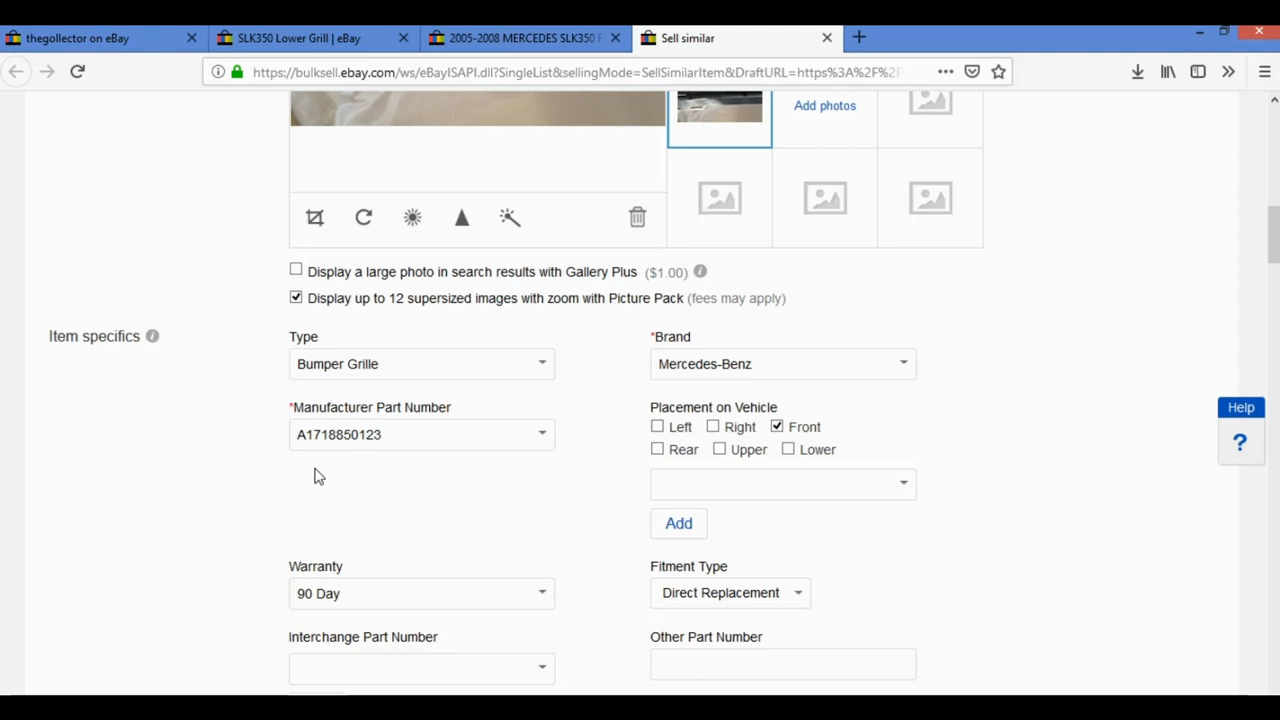 thegollector on eBay
SLK350 Lower Grill | eBay
2005-2008 MERCEDES SLK350 F
Sell similar
https://bulksell.ebay.com/ws/eBayISAPI.dll?SingleList&sellingMode=SellSimilarItem&DraftURL=https%3A%2F%2F
Add photos
Display a large photo in search results with Gallery Plus ($1.00)
Display up to 12 supersized images with zoom with Picture Pack (fees may apply)
Item specifics
Type
*Brand
Bumper Grille
Mercedes-Benz
*Manufacturer Part Number
Placement on Vehicle
Help
A1718850123
Left Right Front
?
Rear Upper Lower
Add
Warranty
Fitment Type
90 Day
Direct Replacement
Interchange Part Number
Other Part Number